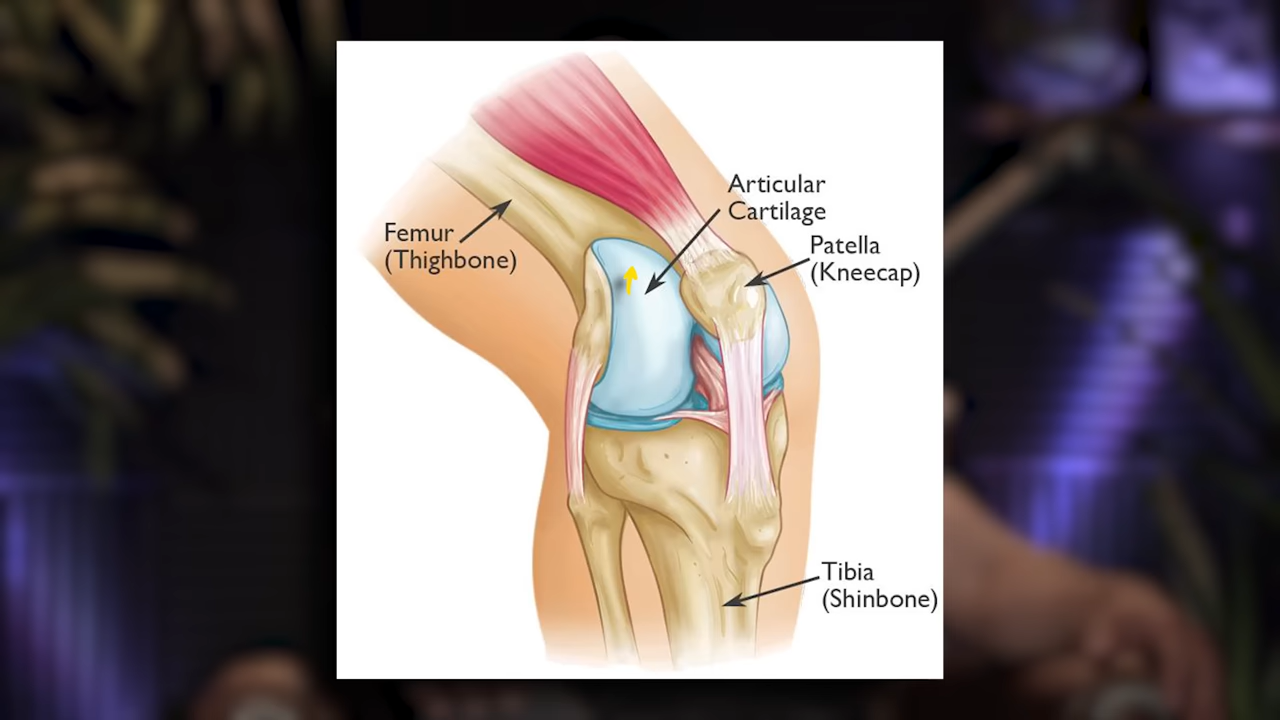 Articular
Cartilage
Femur
(Thighbone)
Patella
(Kneecap)
Tibia
(Shinbone)